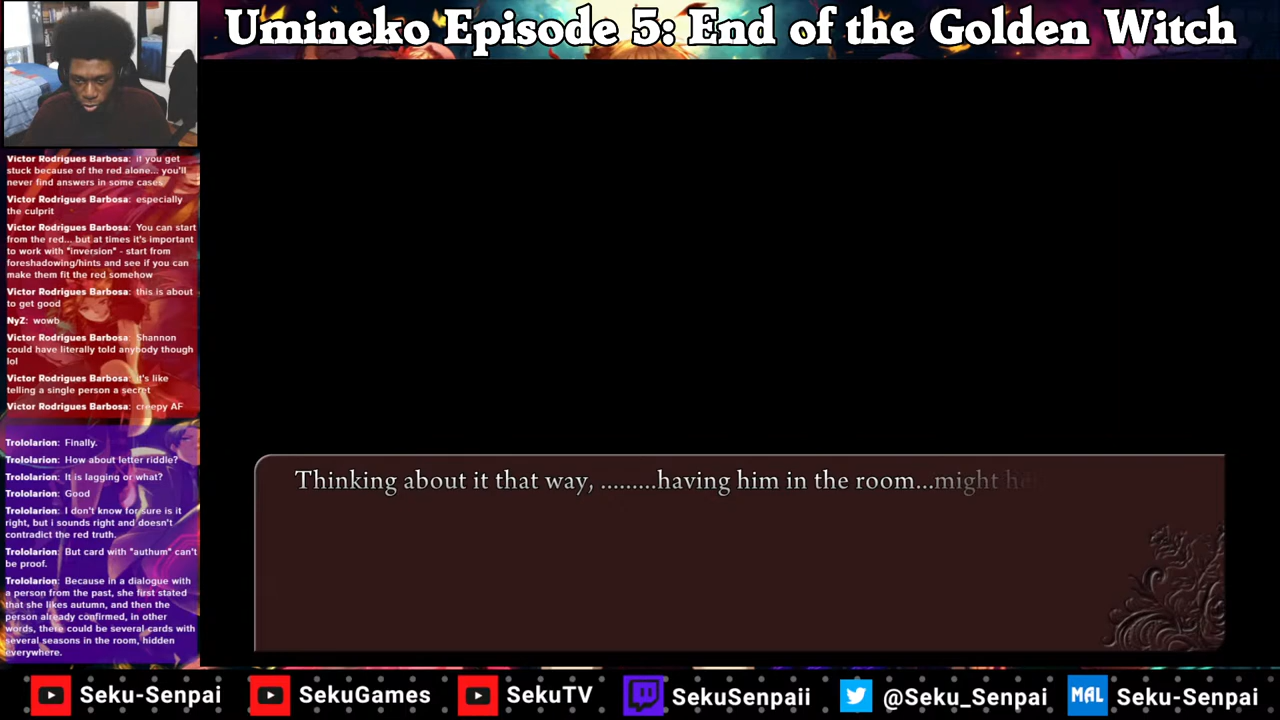 Umineko Episode 5: End of the Golden Witch
Victor Rodrigues Barbosa: if you get
stuck because of the red alone... you'll
never find answers in some cases
Victor Rodrigues Barbosa: especially
the culprit
Victor Rodrigues Barbosa: You can start
from the red... but at times it's important
to work with "inversion" - start from
foreshadowing/hints and see if you can
make them fit the red somehow
Victor Rodrigues Barbosa: this is about
to get good
NyZ: wowb
Victor Rodrigues Barbosa: Shannon
could have literally told anybody though
lol
Victor Rodrigues Barbosa: it's like
telling a single person a secret
Victor Rodrigues Barbosa: creepy AF
Trololarion: Finally.
Trololarion: How about letter riddle?
Trololarion: It is lagging or what?
Trololarion: Good
Trololarion: I don't know for sure is it
right, but i sounds right and doesn't
contradict the red truth.
Trololarion: But card with "authum" can't
be proof.
Trololarion: Because in a dialogue with
a person from the past, she first stated
that she likes autumn, and then the
person already confirmed, in other
words, there could be several cards with
several seasons in the room, hidden
everywhere.
Thinking about it that way, .........having him in the room...might
Seku-Senpai
SekuGames
SekuTV
SekuSenpaii
@Seku_Senpai
MAL
Seku-Senpai